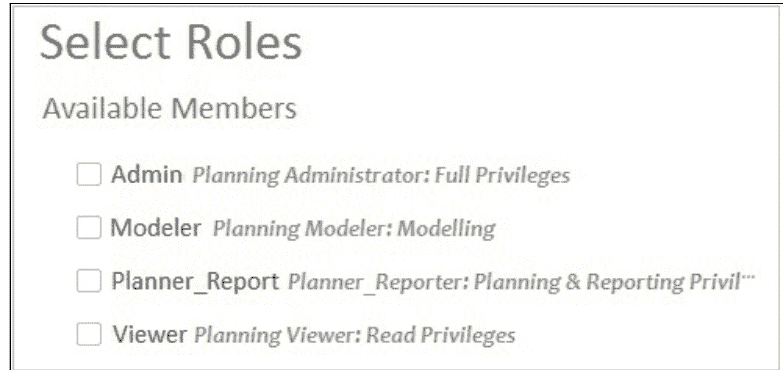 Select Roles
Available Members
Admin Planning Administrator: Full Privileges
Modeler Planning Modeler: Modelling
Planner_Report Planner_Reporter: Planning & Reporting Privil...
Viewer Planning Viewer: Read Privileges